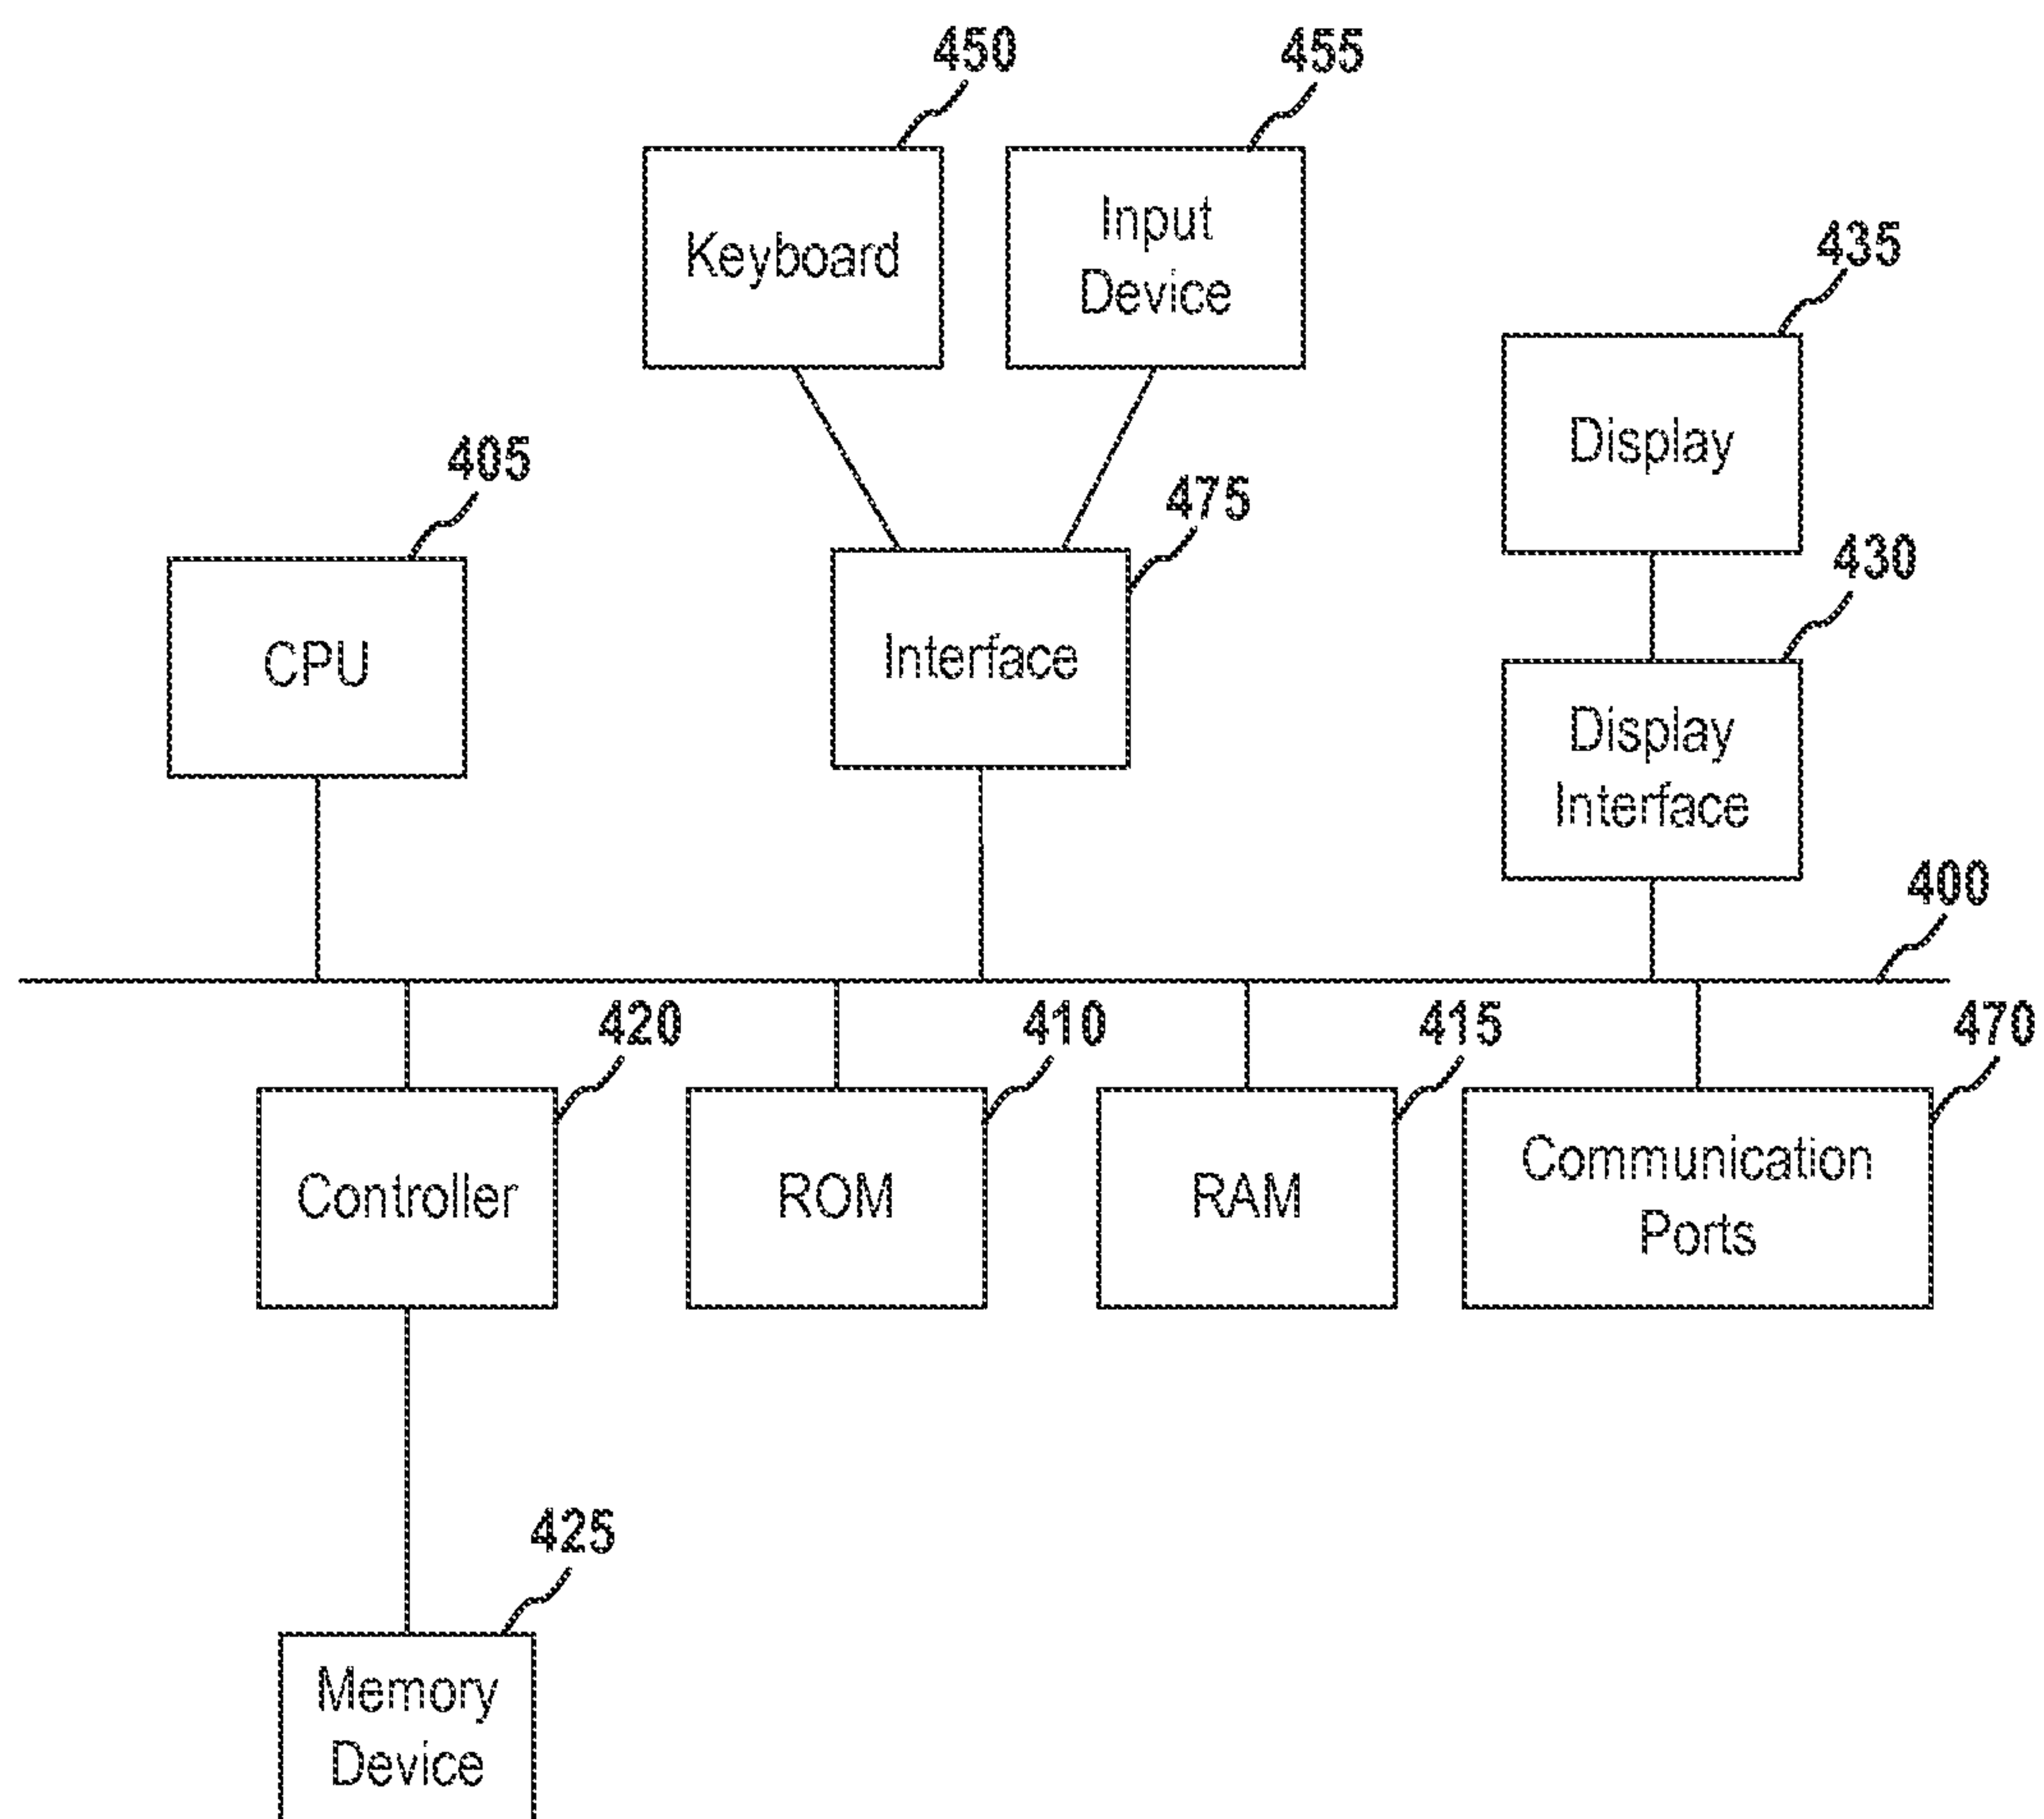 450
455
Keyboard
Input
Device
435
Display
405
475
430
CPU
Interface
Display
Interface
400
420
410
415
470
Controller
ROM
RAM
Communication
Ports
425
Memory
Device